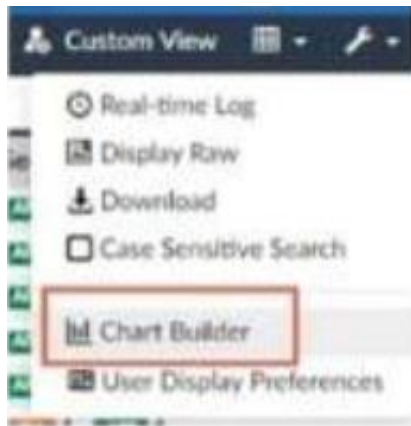 Custom View
Real-time Log
Display Raw
Download
Case Sensitive Search
Chart Builder
User Display Preferences